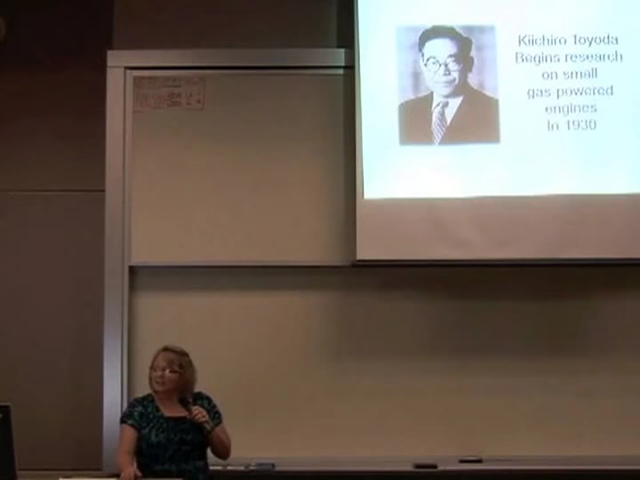 Kiichiro Toyoda
Begins research
on small
gas powered
engines
In 1930